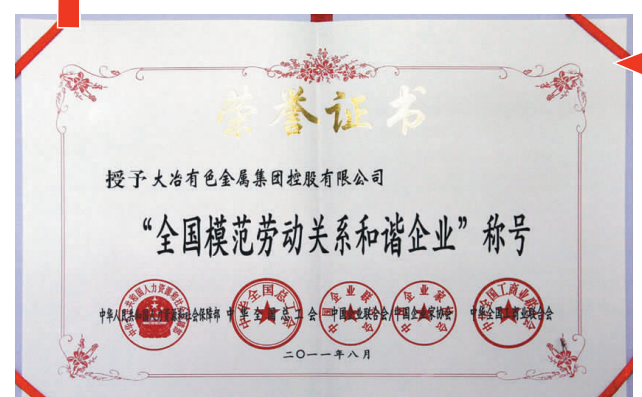 荣誉证书
授予大冶有色金属集团控股有限公司
“全国模范劳动关系和谐企业”称号
中华人民共和国人力资源和社会保障部 中华全国总工会 中国企业联合会/中国企业家协会 中华全国工商业联合会
二〇一一年八月